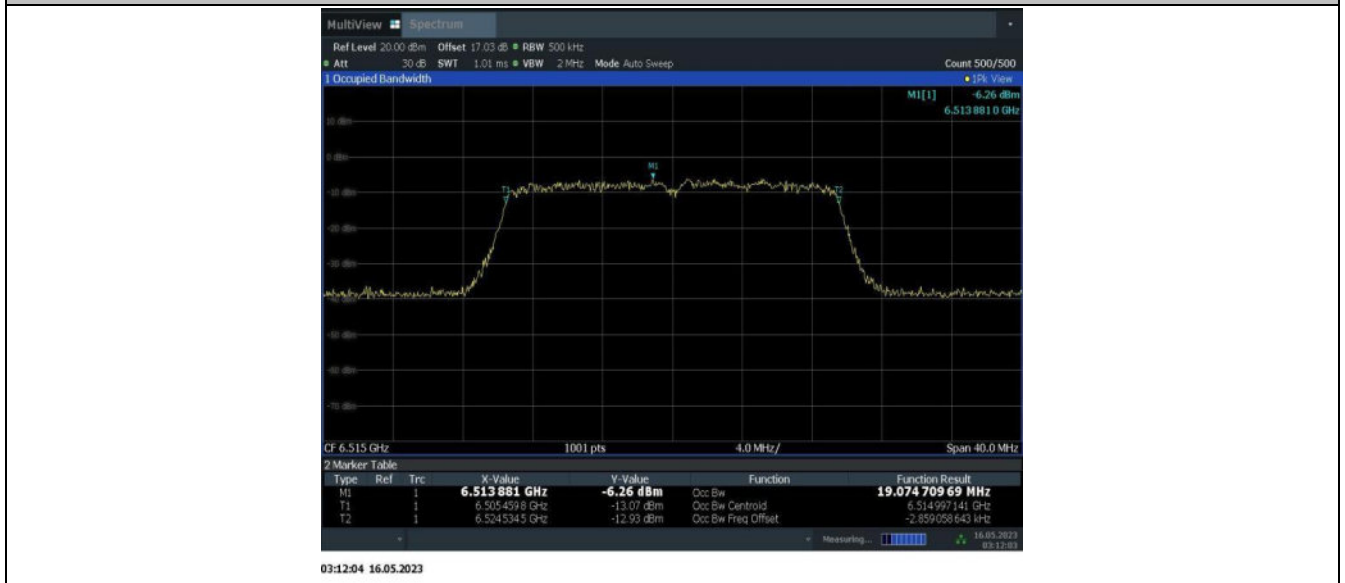 MultiView Spectrum
Ref Level 20.00 dBm Offset 17.03 dB RBW 500 kHz
Att 30 dB SWT 1.01 ms VBW 2 MHz Mode Auto Sweep Count 500/500
1 Occupied Bandwidth 1Pk View
M1[1] -6.26 dBm
6.513 881 0 GHz
10 dBm
0 dBm
M1
T1 T2
-10 dBm
-20 dBm
-30 dBm
-50 dBm
-60 dBm
-70 dBm
CF 6.515 GHz 1001 pts 4.0 MHz/ Span 40.0 MHz
2 Marker Table
Type Ref Trc X-Value Y-Value Function Function Result
M1 1 6.513 881 GHz -6.26 dBm Occ Bw 19.074 709 69 MHz
T1 1 6.505 459 8 GHz -13.07 dBm Occ Bw Centroid 6.514 997 141 GHz
T2 1 6.524 534 5 GHz -12.93 dBm Occ Bw Freq Offset -2.859 058 643 kHz
Measuring... 16.05.2023
03:12:03
03:12:04 16.05.2023